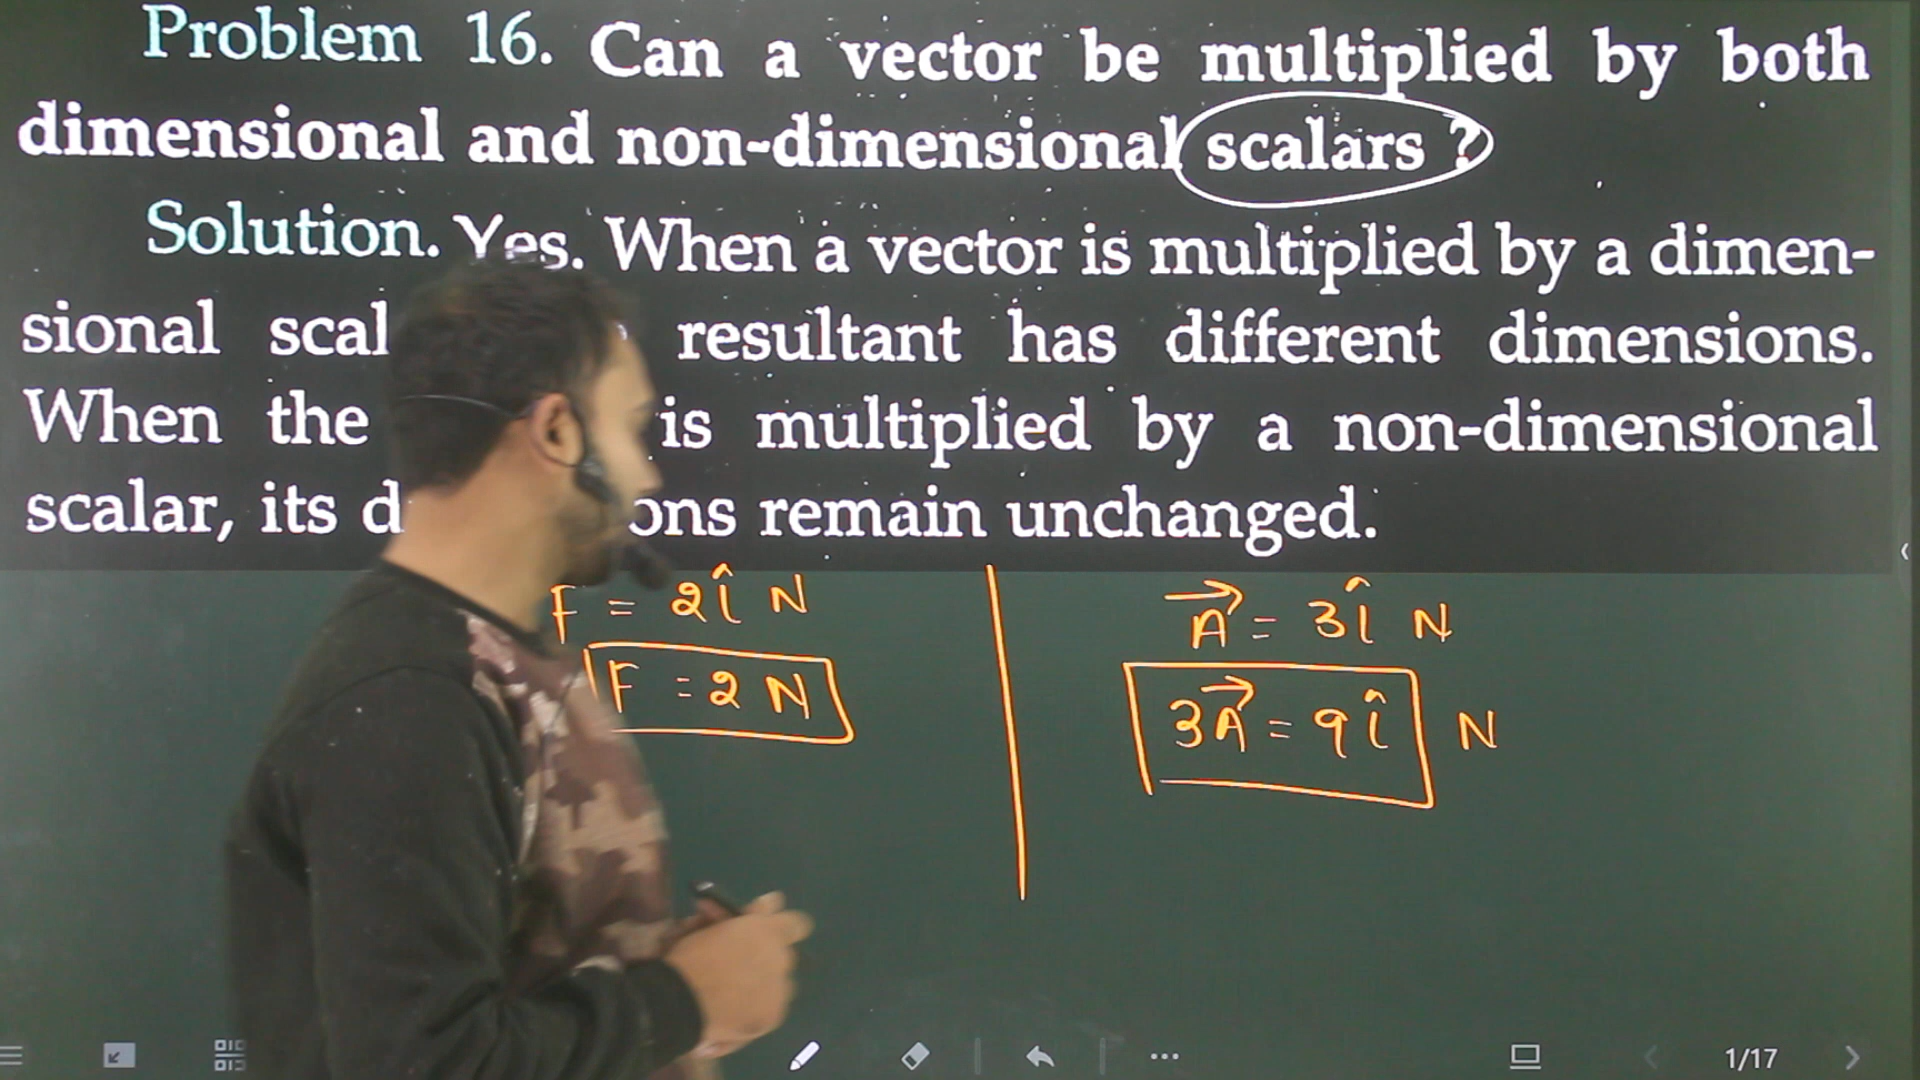 Problem 16. Can a vector be multiplied by both
dimensional and non-dimensional scalars ?
Solution. Yes. When a vector is multiplied by a dimen-
sional scal resultant has different dimensions.
When the is multiplied by a non-dimensional
scalar, its d ons remain unchanged.
F = 2î N
F = 2 N
A⃗ = 3î N
3A⃗ = 9î N
1/17